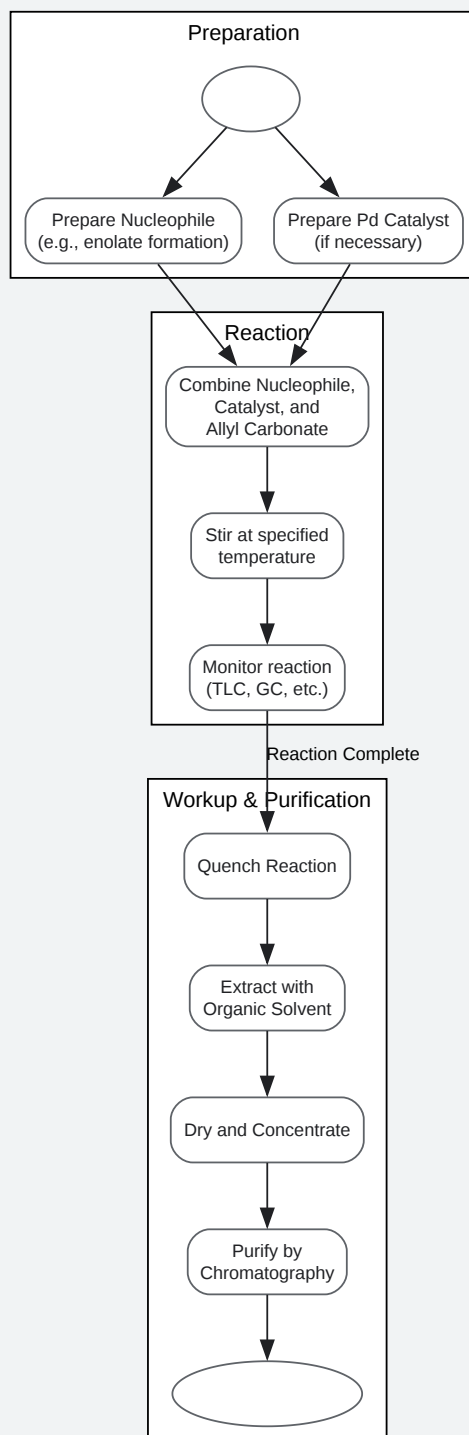 Preparation
Prepare Nucleophile
(e.g., enolate formation)
Prepare Pd Catalyst
(if necessary)
Reaction
Combine Nucleophile,
Catalyst, and
Allyl Carbonate
Stir at specified
temperature
Monitor reaction
(TLC, GC, etc.)
Reaction Complete
Workup & Purification
Quench Reaction
Extract with
Organic Solvent
Dry and Concentrate
Purify by
Chromatography